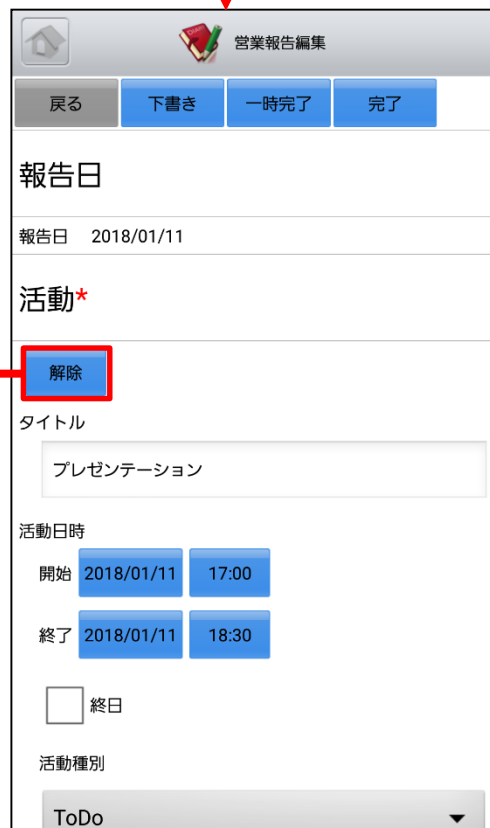 営業報告編集
戻る 下書き 一時完了 完了
報告日
報告日 2018/01/11
活動*
解除
タイトル
プレゼンテーション
活動日時
開始 2018/01/11 17:00
終了 2018/01/11 18:30
終日
活動種別
ToDo